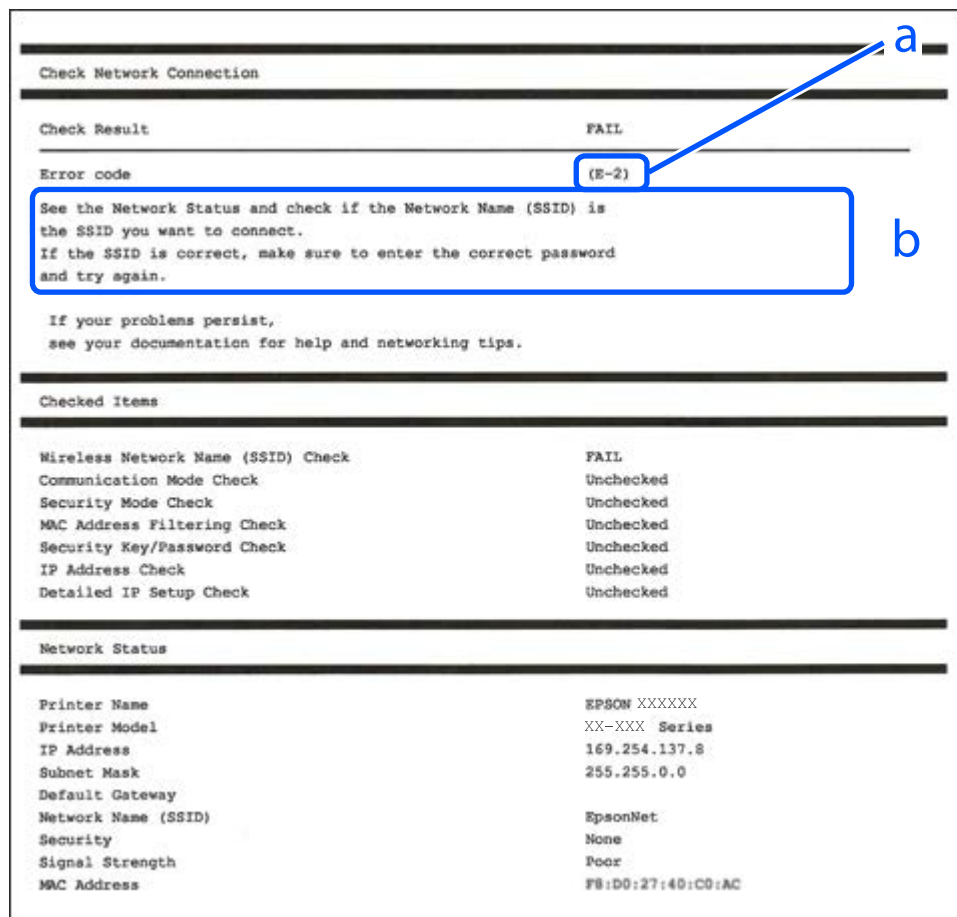 a
Check Network Connection
Check Result FAIL
Error code (E-2)
See the Network Status and check if the Network Name (SSID) is
the SSID you want to connect.
If the SSID is correct, make sure to enter the correct password
and try again.
b
If your problems persist,
see your documentation for help and networking tips.
Checked Items
Wireless Network Name (SSID) Check FAIL
Communication Mode Check Unchecked
Security Mode Check Unchecked
MAC Address Filtering Check Unchecked
Security Key/Password Check Unchecked
IP Address Check Unchecked
Detailed IP Setup Check Unchecked
Network Status
Printer Name EPSON XXXXXX
Printer Model XX-XXX Series
IP Address 169.254.137.8
Subnet Mask 255.255.0.0
Default Gateway
Network Name (SSID) EpsonNet
Security None
Signal Strength Poor
MAC Address F8:D0:27:40:C0:AC